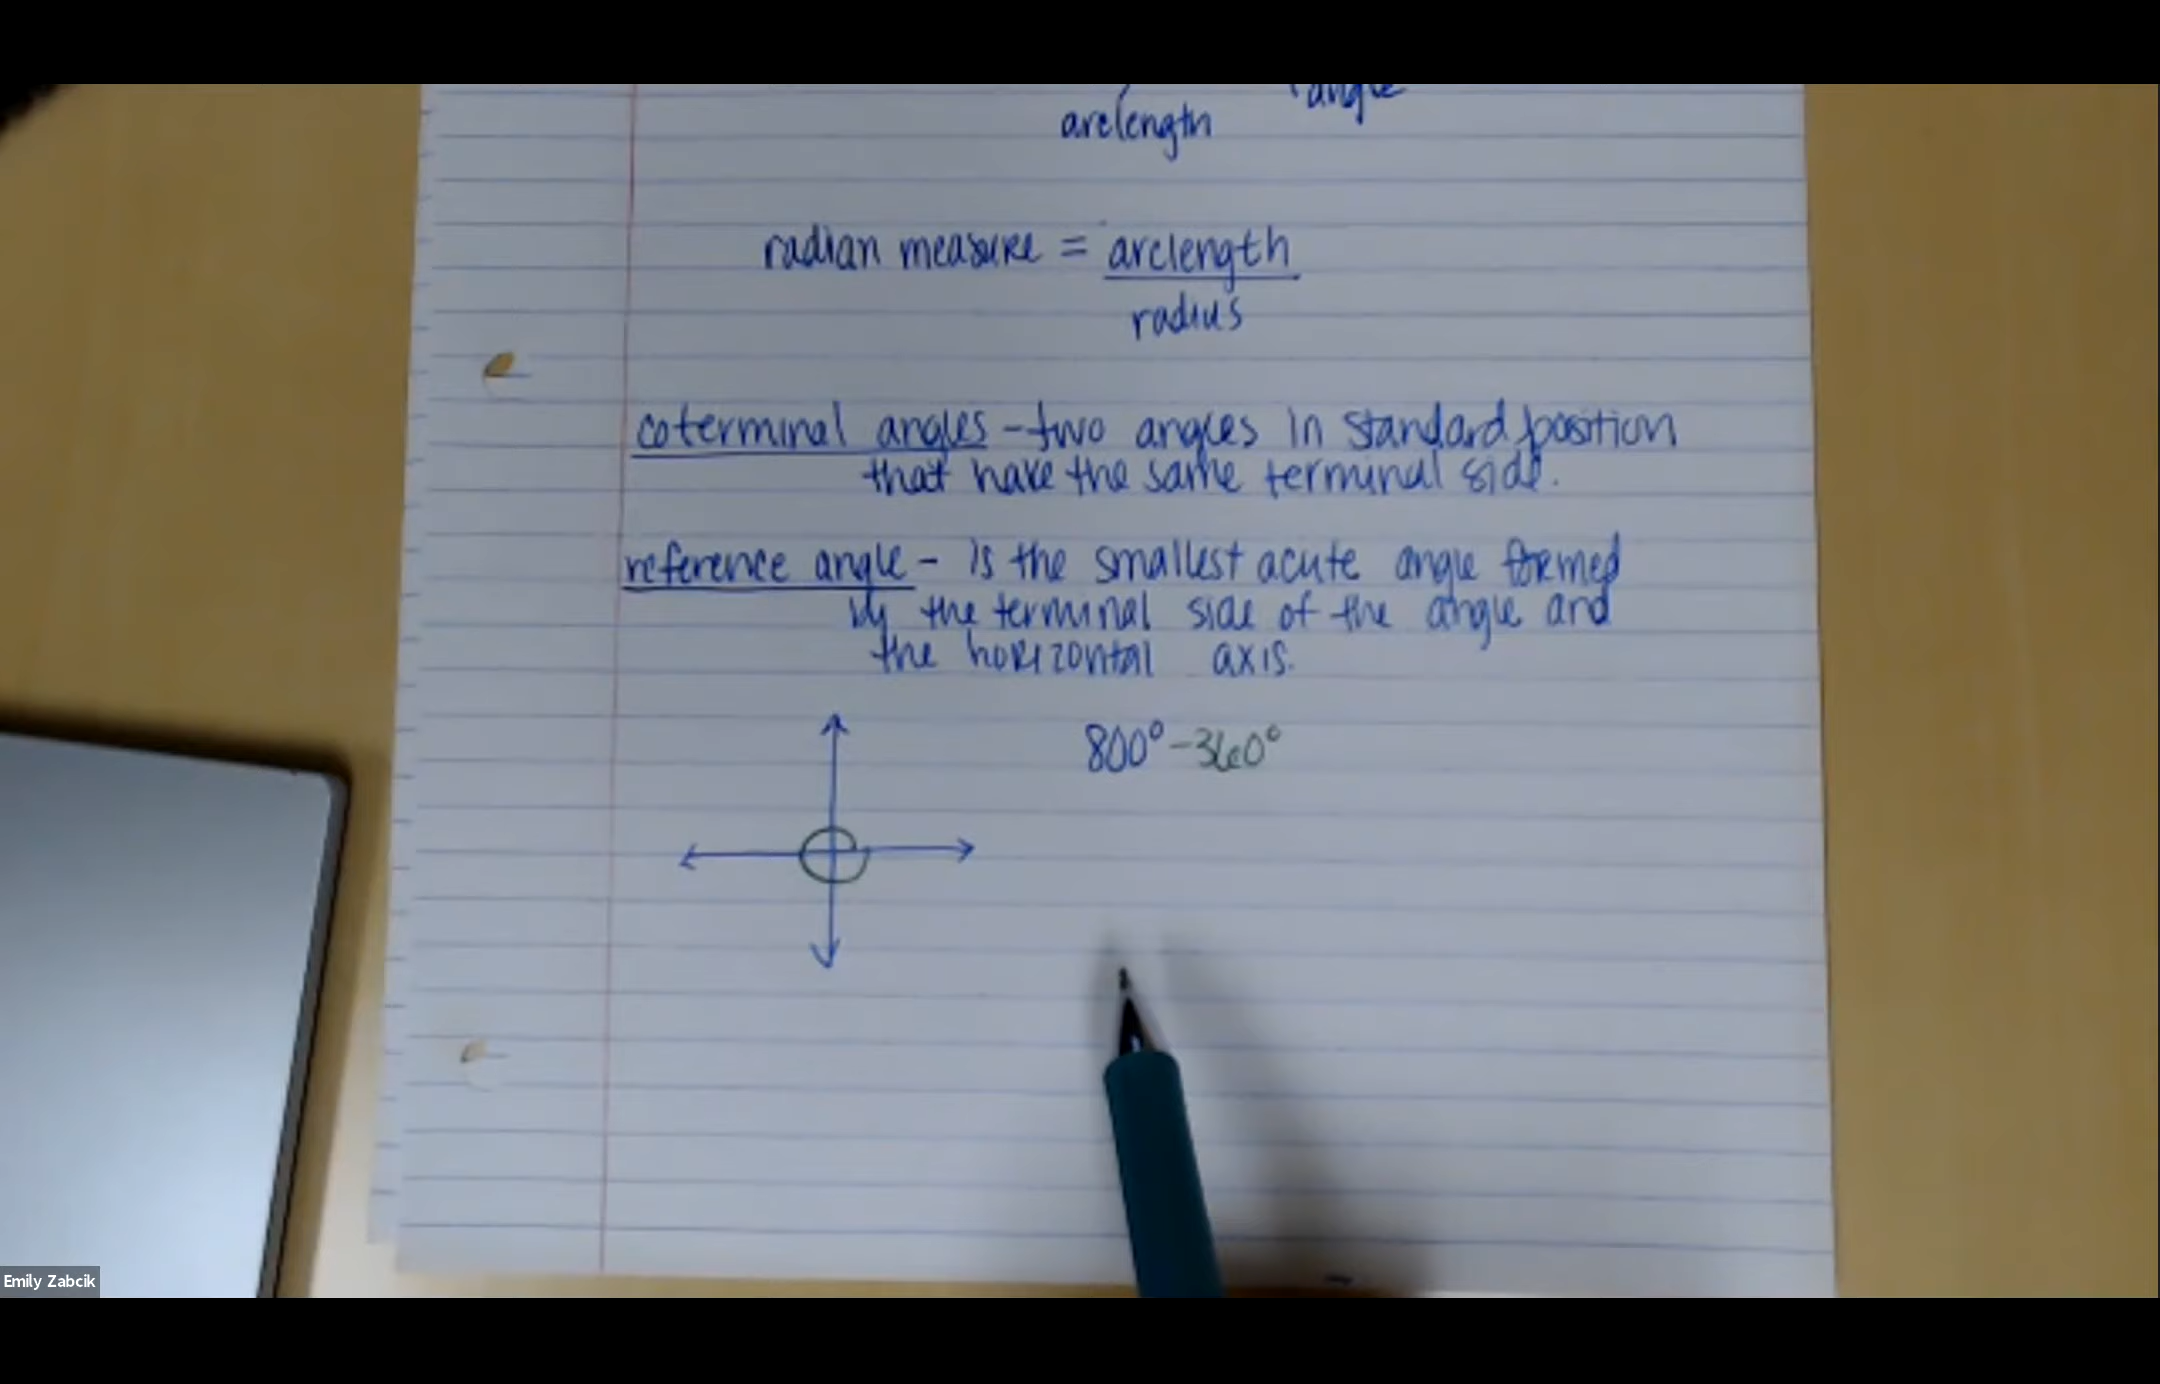 angle
arclength
radian measure = arclength
radius
coterminal angles - two angles in standard position
that have the same terminal side.
reference angle - is the smallest acute angle formed
by the terminal side of the angle and
the horizontal axis.
800° - 360°
Emily Zabcik